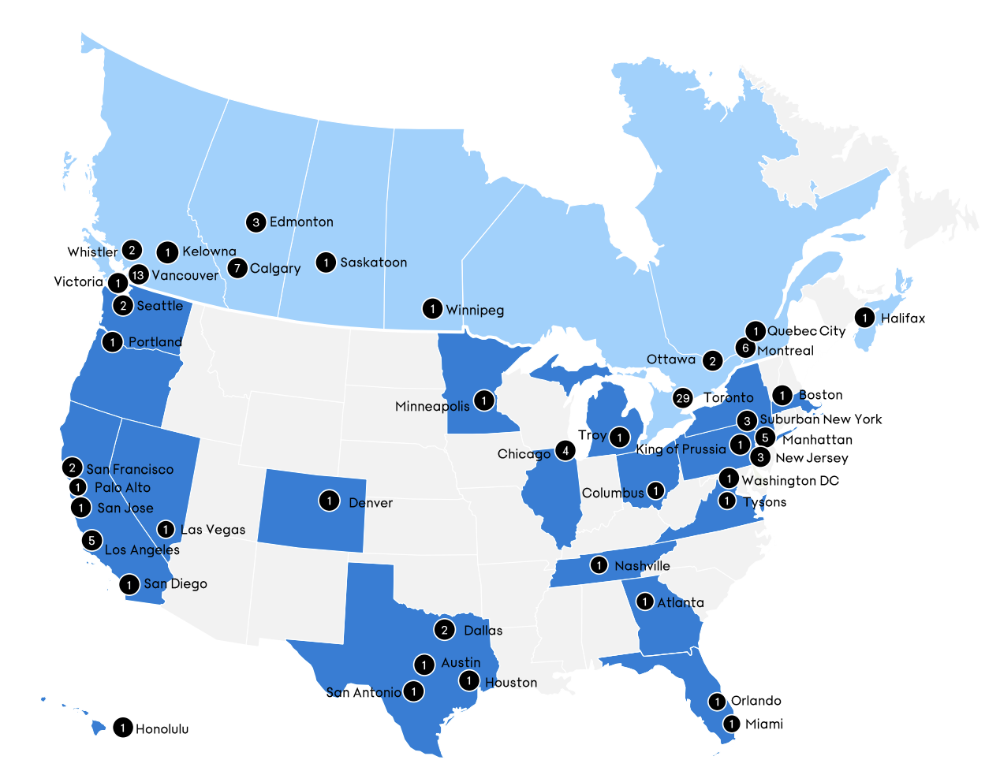 3 Edmonton
Whistler 2
1 Kelowna
1 Saskatoon
7 Calgary
13 Vancouver
Victoria 1
2 Seattle
1 Winnipeg
1 Halifax
1 Quebec City
6 Montreal
1 Portland
Ottawa 2
1 Boston
29 Toronto
Minneapolis 1
3 Suburban New York
Troy 1
5 Manhattan
King of Prussia 1
Chicago 4
3 New Jersey
2 San Francisco
1 Washington DC
1 Palo Alto
Columbus 1
1 Denver
1 Tysons
1 San Jose
1 Las Vegas
5 Los Angeles
1 Nashville
1 San Diego
1 Atlanta
2 Dallas
1 Austin
1 Houston
San Antonio 1
1 Orlando
1 Miami
1 Honolulu